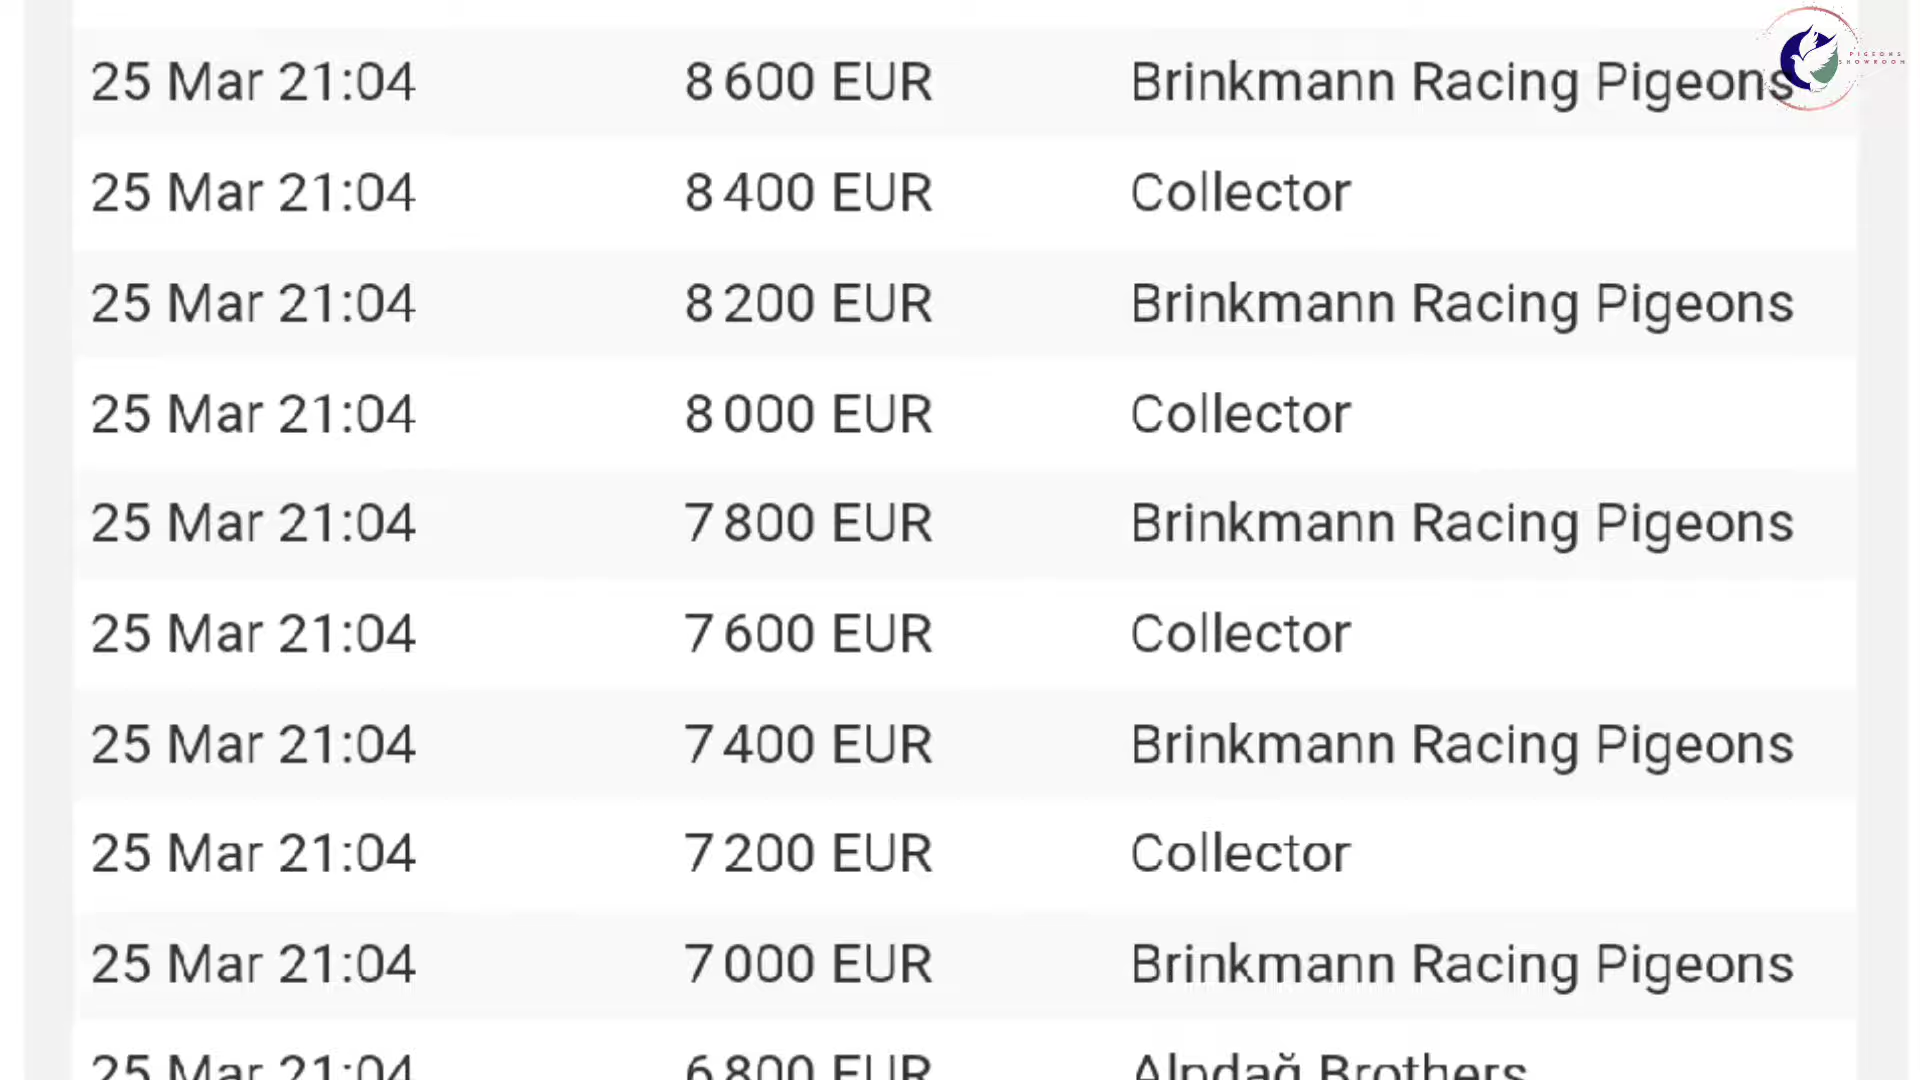 25 Mar 21:04 8 600 EUR Brinkmann Racing Pigeons
PIGEONS
SHOWROOM
25 Mar 21:04 8 400 EUR Collector
25 Mar 21:04 8 200 EUR Brinkmann Racing Pigeons
25 Mar 21:04 8 000 EUR Collector
25 Mar 21:04 7 800 EUR Brinkmann Racing Pigeons
25 Mar 21:04 7 600 EUR Collector
25 Mar 21:04 7 400 EUR Brinkmann Racing Pigeons
25 Mar 21:04 7 200 EUR Collector
25 Mar 21:04 7 000 EUR Brinkmann Racing Pigeons
25 Mar 21:04 6 800 EUR Alpdağ Brothers